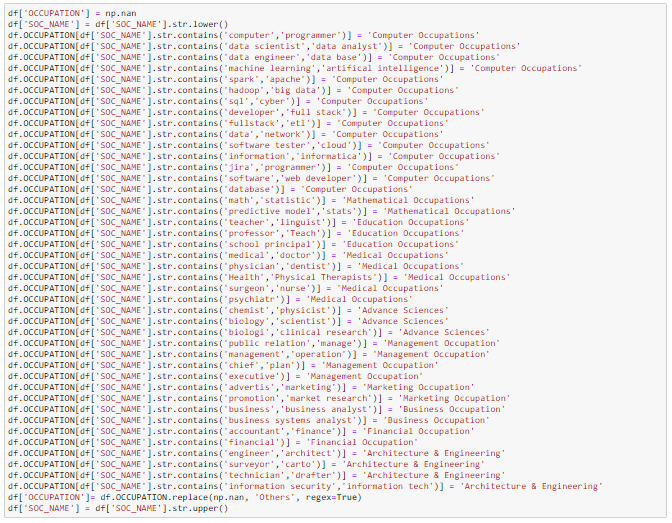 df['OCCUPATION'] = np.nan
df['SOC_NAME'] = df['SOC_NAME'].str.lower()
df.OCCUPATION[df['SOC_NAME'].str.contains('computer','programmer')] = 'Computer Occupations'
df.OCCUPATION[df['SOC_NAME'].str.contains('data scientist','data analyst')] = 'Computer Occupations'
df.OCCUPATION[df['SOC_NAME'].str.contains('data engineer','data base')] = 'Computer Occupations'
df.OCCUPATION[df['SOC_NAME'].str.contains('machine learning','artifical intelligence')] = 'Computer Occupations'
df.OCCUPATION[df['SOC_NAME'].str.contains('spark','apache')] = 'Computer Occupations'
df.OCCUPATION[df['SOC_NAME'].str.contains('hadoop','big data')] = 'Computer Occupations'
df.OCCUPATION[df['SOC_NAME'].str.contains('sql','cyber')] = 'Computer Occupations'
df.OCCUPATION[df['SOC_NAME'].str.contains('developer','full stack')] = 'Computer Occupations'
df.OCCUPATION[df['SOC_NAME'].str.contains('fullstack','etl')] = 'Computer Occupations'
df.OCCUPATION[df['SOC_NAME'].str.contains('data','network')] = 'Computer Occupations'
df.OCCUPATION[df['SOC_NAME'].str.contains('software tester','cloud')] = 'Computer Occupations'
df.OCCUPATION[df['SOC_NAME'].str.contains('information','informatica')] = 'Computer Occupations'
df.OCCUPATION[df['SOC_NAME'].str.contains('jira','programmer')] = 'Computer Occupations'
df.OCCUPATION[df['SOC_NAME'].str.contains('software','web developer')] = 'Computer Occupations'
df.OCCUPATION[df['SOC_NAME'].str.contains('database')] = 'Computer Occupations'
df.OCCUPATION[df['SOC_NAME'].str.contains('math','statistic')] = 'Mathematical Occupations'
df.OCCUPATION[df['SOC_NAME'].str.contains('predictive model','stats')] = 'Mathematical Occupations'
df.OCCUPATION[df['SOC_NAME'].str.contains('teacher','linguist')] = 'Education Occupations'
df.OCCUPATION[df['SOC_NAME'].str.contains('professor','Teach')] = 'Education Occupations'
df.OCCUPATION[df['SOC_NAME'].str.contains('school principal')] = 'Education Occupations'
df.OCCUPATION[df['SOC_NAME'].str.contains('medical','doctor')] = 'Medical Occupations'
df.OCCUPATION[df['SOC_NAME'].str.contains('physician','dentist')] = 'Medical Occupations'
df.OCCUPATION[df['SOC_NAME'].str.contains('Health','Physical Therapists')] = 'Medical Occupations'
df.OCCUPATION[df['SOC_NAME'].str.contains('surgeon','nurse')] = 'Medical Occupations'
df.OCCUPATION[df['SOC_NAME'].str.contains('psychiatr')] = 'Medical Occupations'
df.OCCUPATION[df['SOC_NAME'].str.contains('chemist','physicist')] = 'Advance Sciences'
df.OCCUPATION[df['SOC_NAME'].str.contains('biology','scientist')] = 'Advance Sciences'
df.OCCUPATION[df['SOC_NAME'].str.contains('biologi','clinical research')] = 'Advance Sciences'
df.OCCUPATION[df['SOC_NAME'].str.contains('public relation','manage')] = 'Management Occupation'
df.OCCUPATION[df['SOC_NAME'].str.contains('management','operation')] = 'Management Occupation'
df.OCCUPATION[df['SOC_NAME'].str.contains('chief','plan')] = 'Management Occupation'
df.OCCUPATION[df['SOC_NAME'].str.contains('executive')] = 'Management Occupation'
df.OCCUPATION[df['SOC_NAME'].str.contains('advertis','marketing')] = 'Marketing Occupation'
df.OCCUPATION[df['SOC_NAME'].str.contains('promotion','market research')] = 'Marketing Occupation'
df.OCCUPATION[df['SOC_NAME'].str.contains('business','business analyst')] = 'Business Occupation'
df.OCCUPATION[df['SOC_NAME'].str.contains('business systems analyst')] = 'Business Occupation'
df.OCCUPATION[df['SOC_NAME'].str.contains('accountant','finance')] = 'Financial Occupation'
df.OCCUPATION[df['SOC_NAME'].str.contains('financial')] = 'Financial Occupation'
df.OCCUPATION[df['SOC_NAME'].str.contains('engineer','architect')] = 'Architecture & Engineering'
df.OCCUPATION[df['SOC_NAME'].str.contains('surveyor','carto')] = 'Architecture & Engineering'
df.OCCUPATION[df['SOC_NAME'].str.contains('technician','drafter')] = 'Architecture & Engineering'
df.OCCUPATION[df['SOC_NAME'].str.contains('information security','information tech')] = 'Architecture & Engineering'
df['OCCUPATION']= df.OCCUPATION.replace(np.nan, 'Others', regex=True)
df['SOC_NAME'] = df['SOC_NAME'].str.upper()